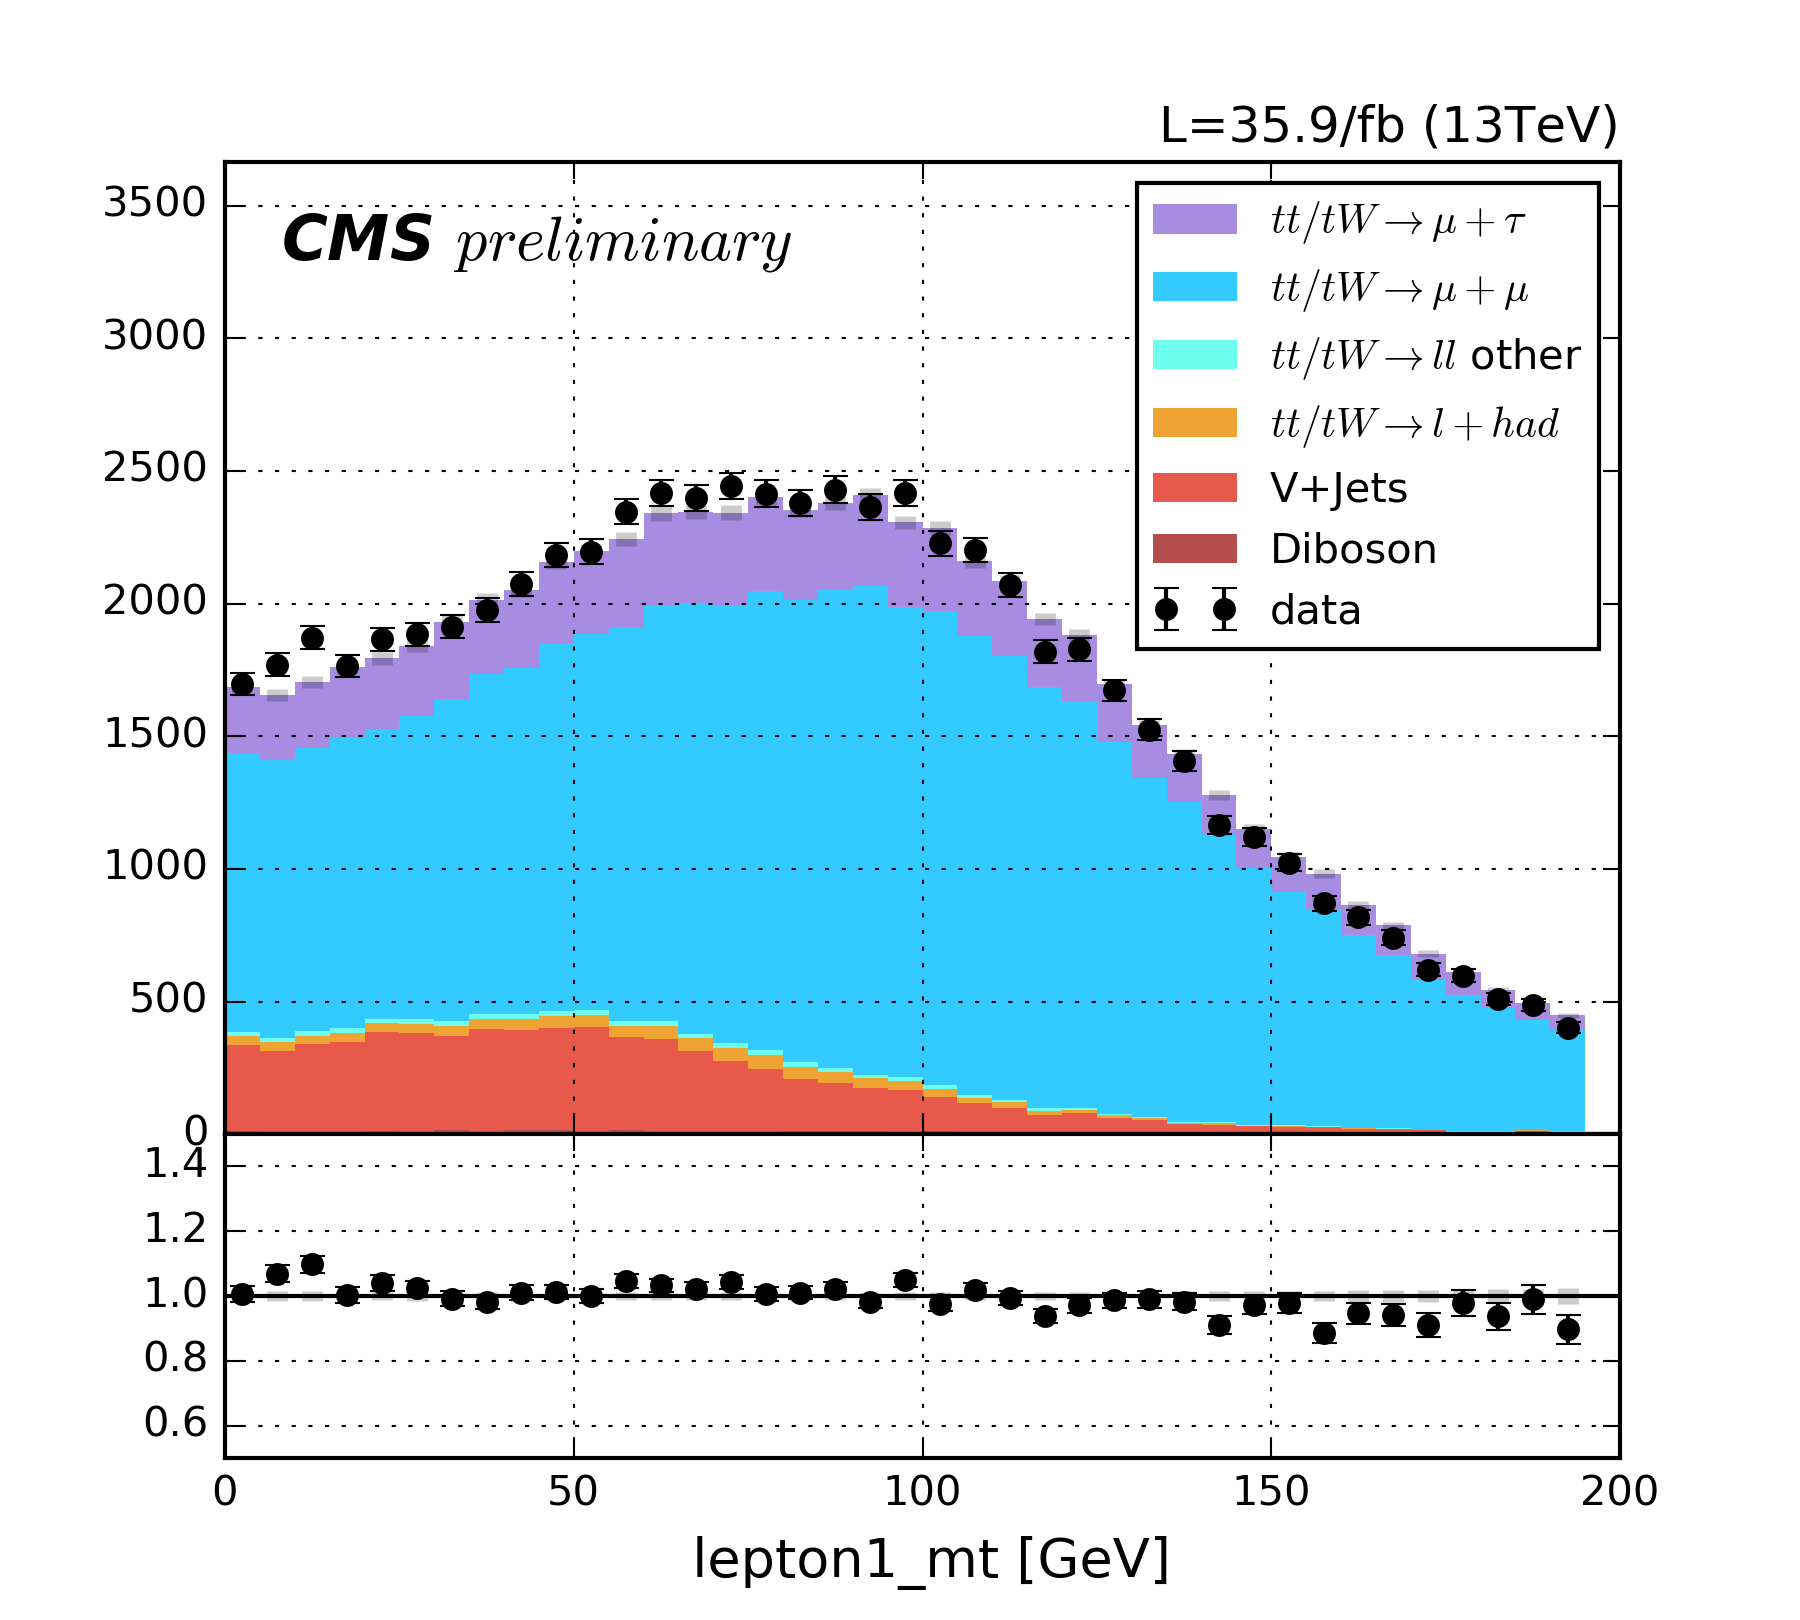 L=35.9/fb (13TeV)
CMS preliminary
tt/tW→μ+τ
tt/tW→μ+μ
tt/tW→ll other
tt/tW→l+had
V+Jets
Diboson
data
3500
3000
2500
2000
1500
1000
500
0
1.4
1.2
1.0
0.8
0.6
0 50 100 150 200
lepton1_mt [GeV]